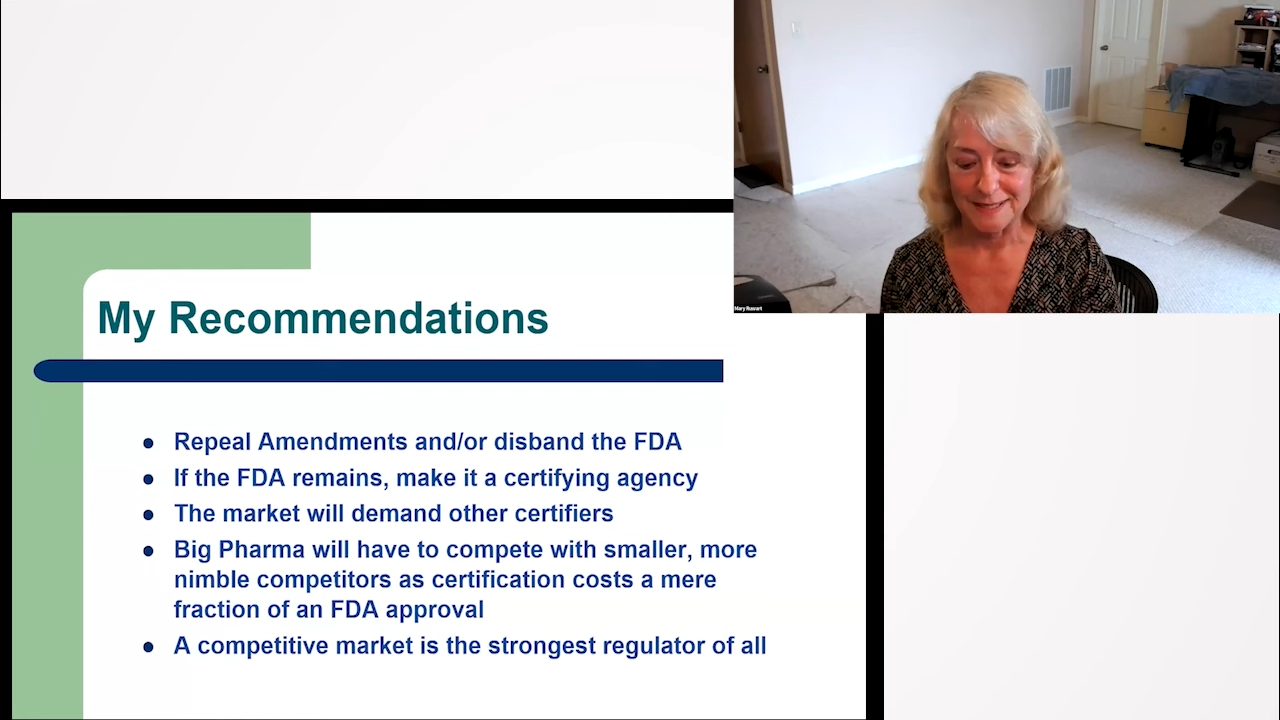 Mary Ruwart
My Recommendations
● Repeal Amendments and/or disband the FDA
● If the FDA remains, make it a certifying agency
● The market will demand other certifiers
● Big Pharma will have to compete with smaller, more
nimble competitors as certification costs a mere
fraction of an FDA approval
● A competitive market is the strongest regulator of all